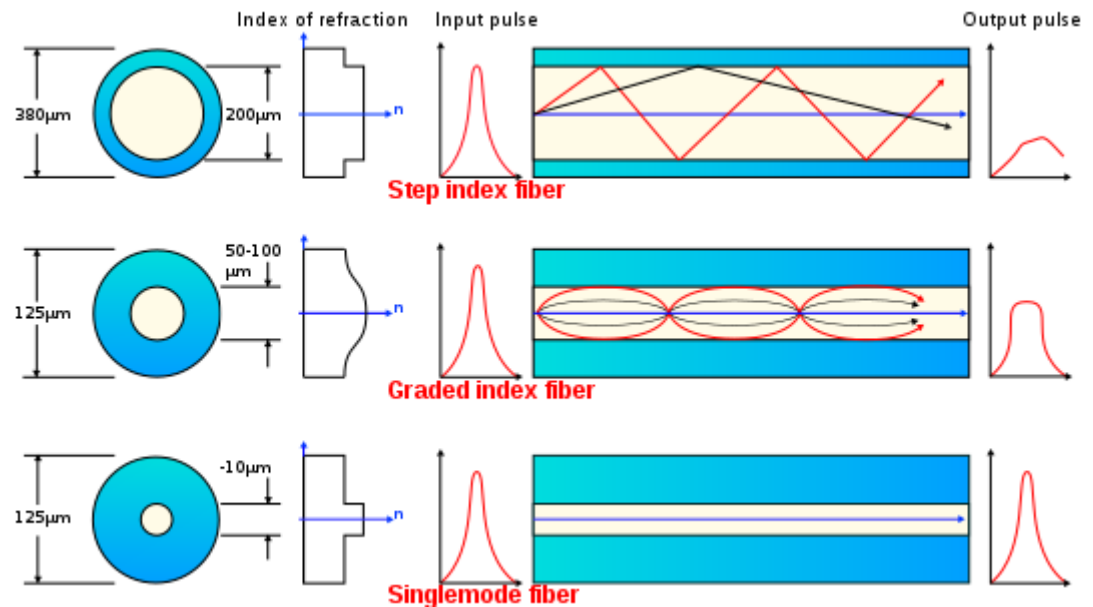 Index of refraction
Input pulse
Output pulse
380μm
200μm
n
Step index fiber
50-100
μm
125μm
n
Graded index fiber
-10μm
125μm
n
Singlemode fiber